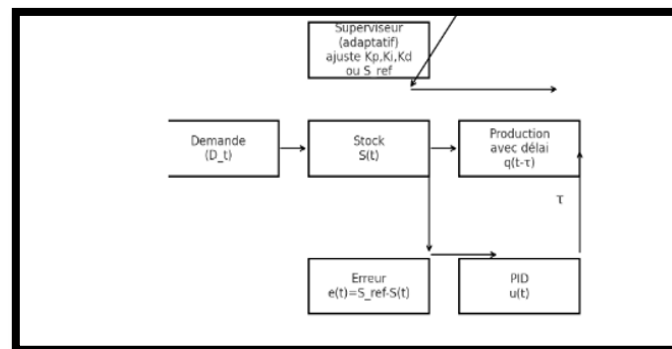 Superviseur
(adaptatif)
ajuste Kp,Ki,Kd
ou S_ref
Demande
(D_t)
Stock
S(t)
Production
avec délai
q(t-τ)
τ
Erreur
e(t)=S_ref-S(t)
PID
u(t)